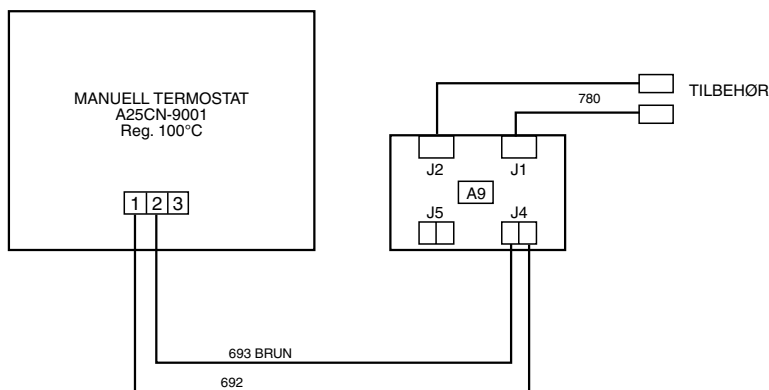 MANUELL TERMOSTAT
A25CN-9001
Reg. 100°C
1 2 3
780
TILBEHØR
J2 J1
A9
J5 J4
693 BRUN
692